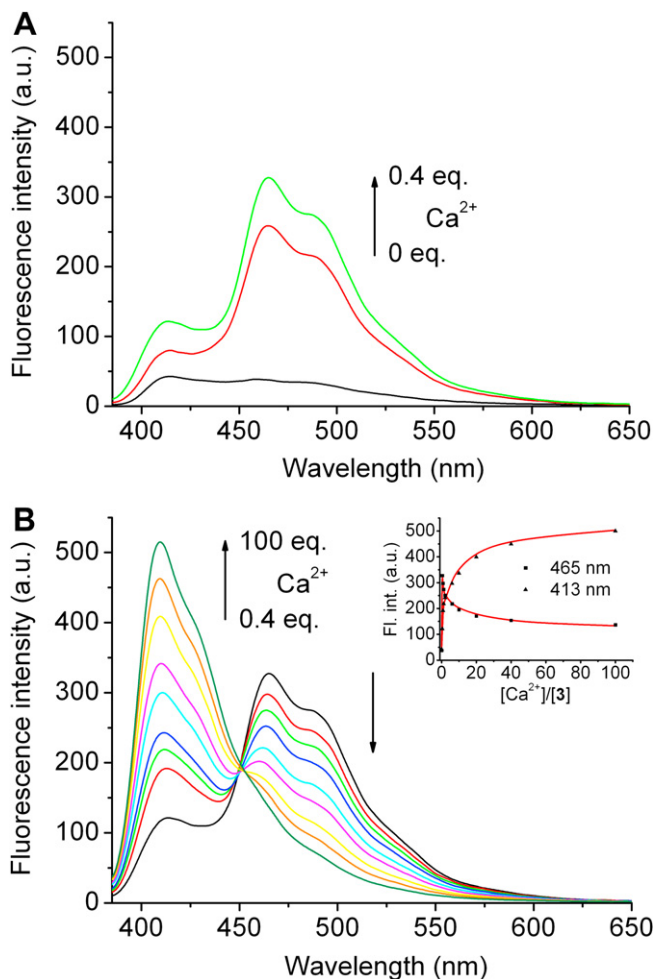 A
500
400
300
200
100
0
Fluorescence intensity (a.u.)
0.4 eq.
Ca²⁺
0 eq.
400 450 500 550 600 650
Wavelength (nm)
B
500
400
300
200
100
0
Fluorescence intensity (a.u.)
100 eq.
Ca²⁺
0.4 eq.
500
400
300
200
100
0
Fl. int. (a.u.)
465 nm
413 nm
0 20 40 60 80 100
[Ca²⁺]/[3]
400 450 500 550 600 650
Wavelength (nm)